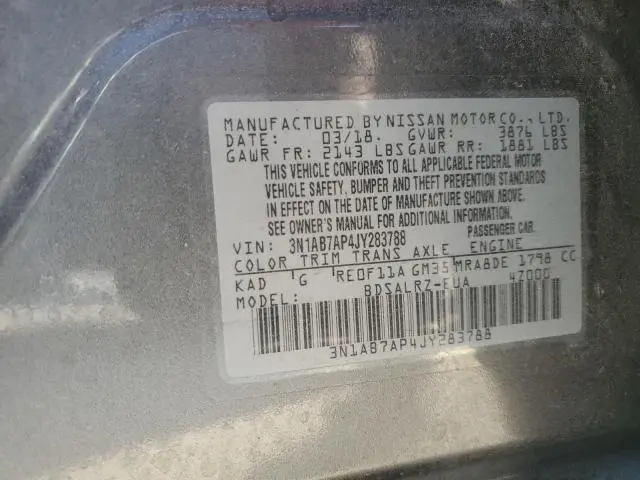 MANUFACTURED BY NISSAN MOTOR CO., LTD.
DATE: 03/18. GVWR: 3876 LBS
GAWR FR: 2143 LBS GAWR RR: 1881 LBS
THIS VEHICLE CONFORMS TO ALL APPLICABLE FEDERAL MOTOR
VEHICLE SAFETY, BUMPER AND THEFT PREVENTION STANDARDS
IN EFFECT ON THE DATE OF MANUFACTURE SHOWN ABOVE.
SEE OWNER'S MANUAL FOR ADDITIONAL INFORMATION.
VIN: 3N1AB7AP4JY283788 PASSENGER CAR.
COLOR TRIM TRANS AXLE ENGINE
KAD G RE0F11A GM35 MRA8DE 1798 CC
MODEL: BDSALRZ-EUA 4Z000
3N1AB7AP4JY283788